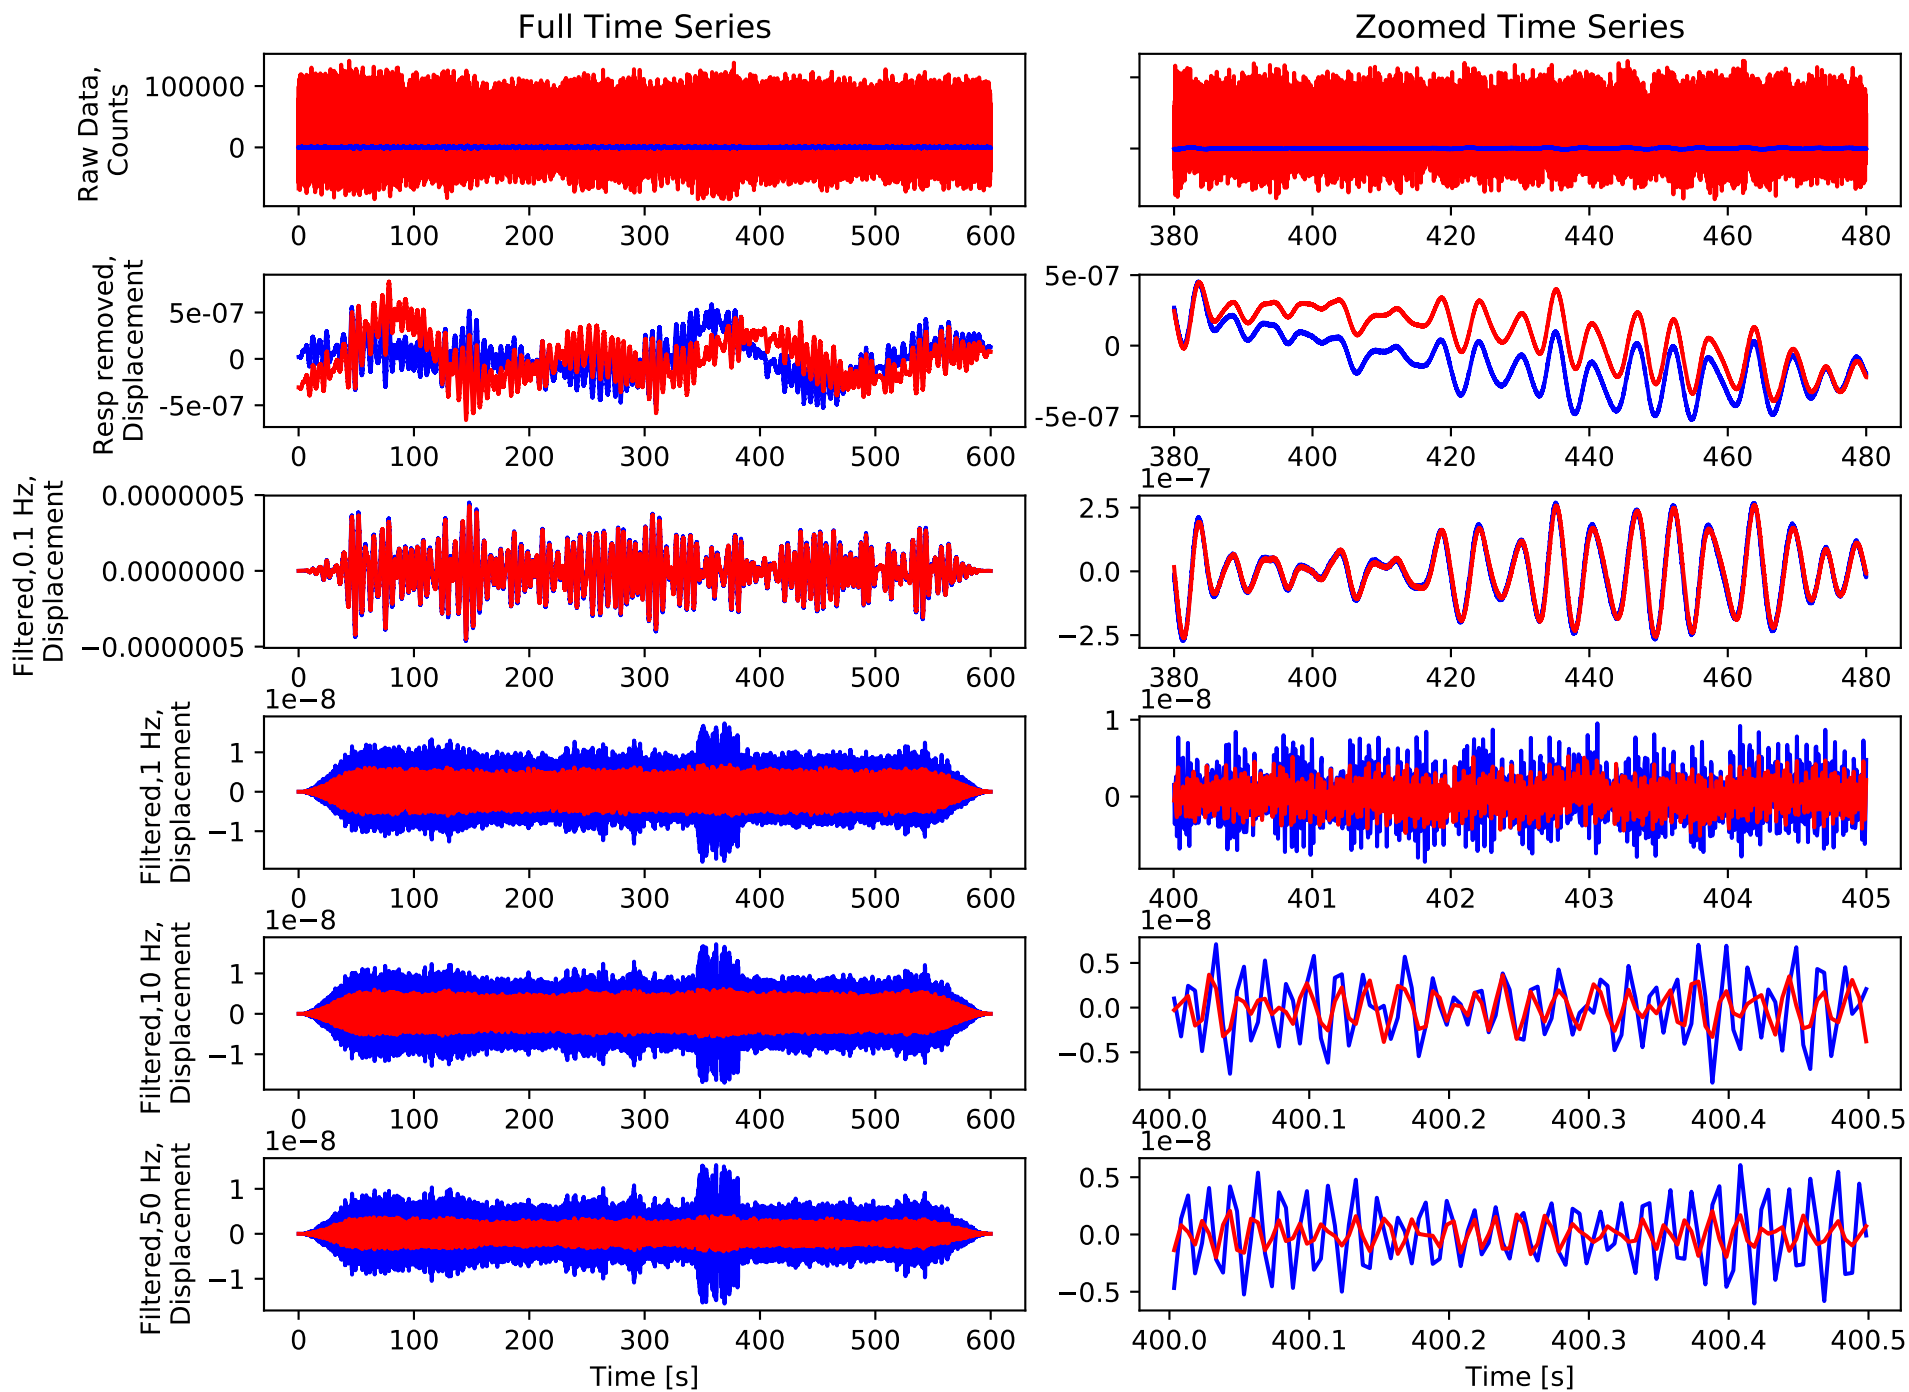 Full Time Series
Zoomed Time Series
Raw Data,
Counts
100000
0
0 100 200 300 400 500 600
380 400 420 440 460 480
Resp removed,
Displacement
5e-07
0
-5e-07
0 100 200 300 400 500 600
5e-07
0
-5e-07
380 400 420 440 460 480
Filtered,0.1 Hz,
Displacement
0.0000005
0.0000000
−0.0000005
0 100 200 300 400 500 600
1e−7
2.5
0.0
−2.5
380 400 420 440 460 480
Filtered,1 Hz,
Displacement
1e−8
1
0
−1
0 100 200 300 400 500 600
1e−8
1
0
400 401 402 403 404 405
Filtered,10 Hz,
Displacement
1e−8
1
0
−1
0 100 200 300 400 500 600
1e−8
0.5
0.0
−0.5
400.0 400.1 400.2 400.3 400.4 400.5
Filtered,50 Hz,
Displacement
1e−8
1
0
−1
0 100 200 300 400 500 600
Time [s]
1e−8
0.5
0.0
−0.5
400.0 400.1 400.2 400.3 400.4 400.5
Time [s]